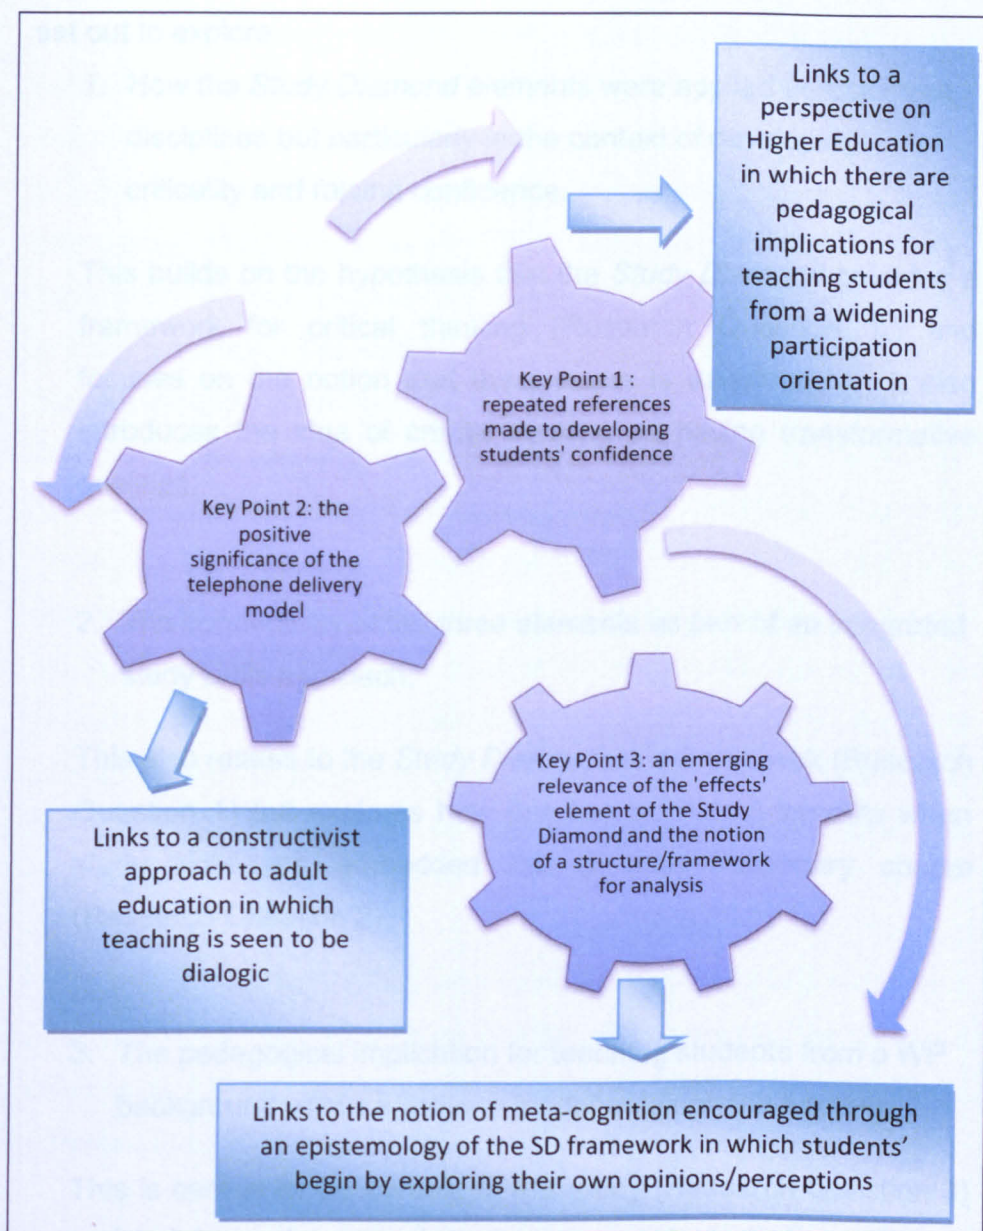 Links to a
perspective on
Higher Education
in which there are
pedagogical
implications for
teaching students
from a widening
participation
orientation
Key Point 1 :
repeated references
made to developing
students' confidence
Key Point 2: the
positive
significance of the
telephone delivery
model
Key Point 3: an emerging
relevance of the 'effects'
element of the Study
Diamond and the notion
of a structure/framework
for analysis
Links to a constructivist
approach to adult
education in which
teaching is seen to be
dialogic
Links to the notion of meta-cognition encouraged through
an epistemology of the SD framework in which students’
begin by exploring their own opinions/perceptions